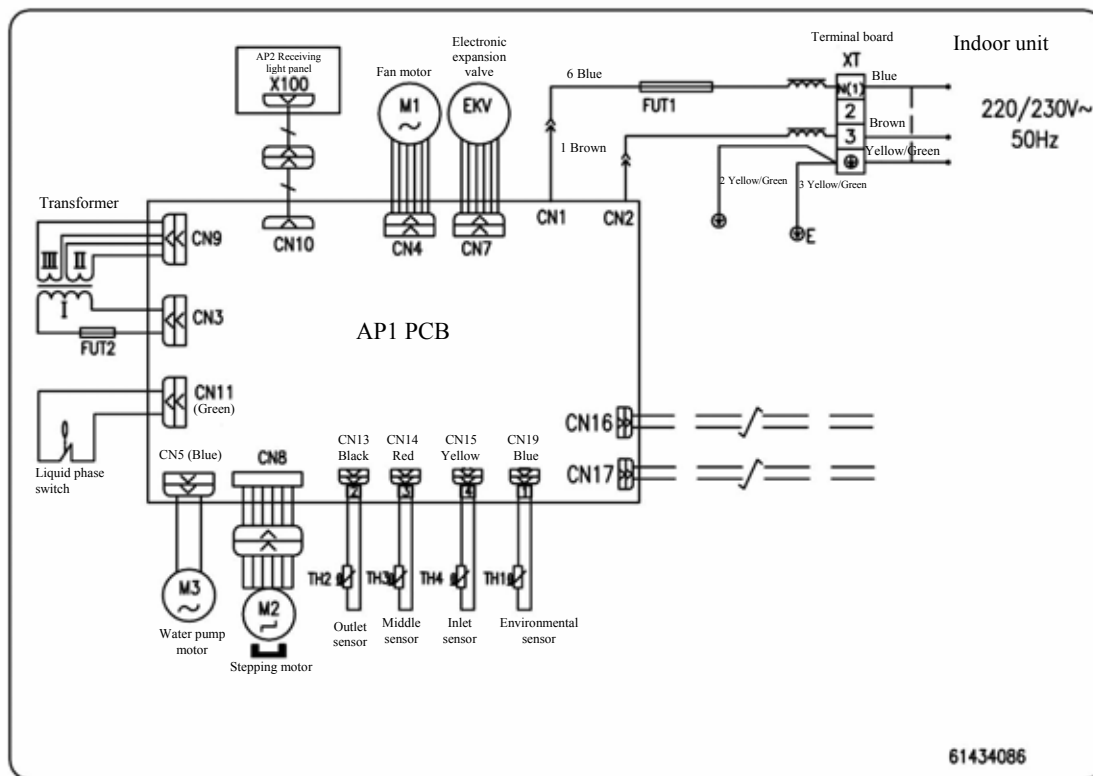 AP2 Receiving
light panel
X100
Fan motor
M1
Electronic
expansion
valve
EKV
6 Blue
FUT1
1 Brown
Terminal board
XT
N(1)
2
3
Blue
Brown
Yellow/Green
2 Yellow/Green
3 Yellow/Green
E
Indoor unit
220/230V~
50Hz
Transformer
III
II
I
FUT2
CN9
CN10
CN4
CN7
CN1
CN2
CN3
AP1 PCB
CN11
(Green)
Liquid phase
switch
CN16
CN17
CN5 (Blue)
CN8
CN13
Black
CN14
Red
CN15
Yellow
CN19
Blue
2
3
4
1
TH2
TH3
TH4
TH1
M3
M2
Water pump
motor
Stepping motor
Outlet
sensor
Middle
sensor
Inlet
sensor
Environmental
sensor
61434086